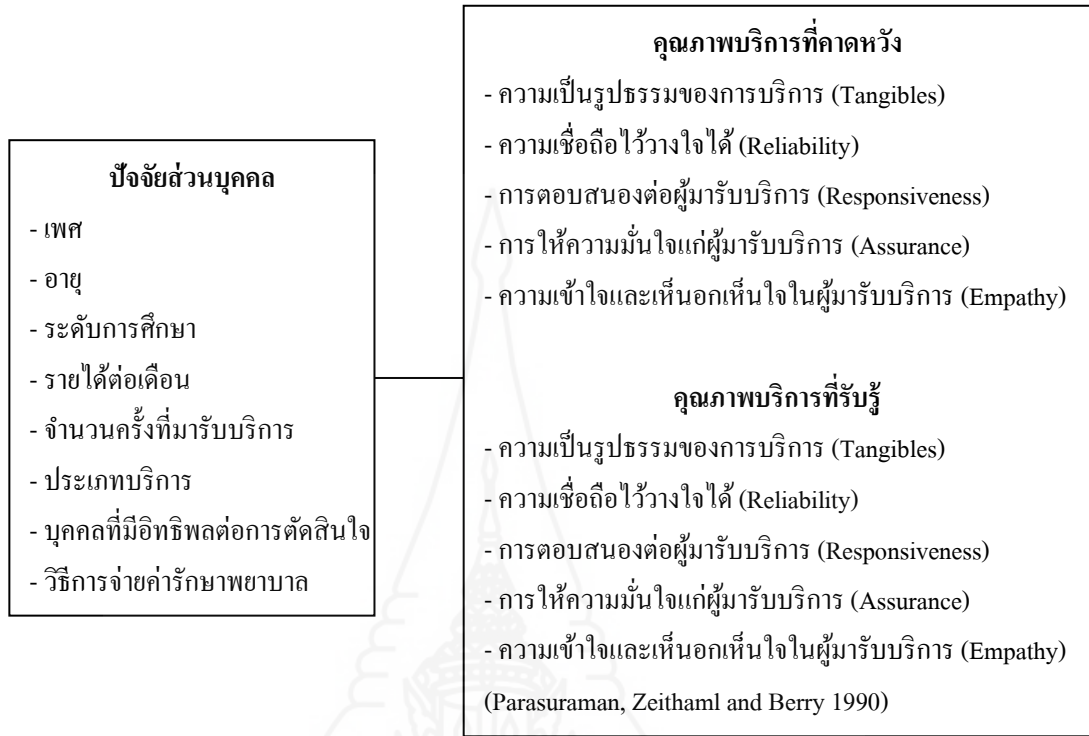 ปัจจัยส่วนบุคคล
- เพศ
- อายุ
- ระดับการศึกษา
- รายได้ต่อเดือน
- จำนวนครั้งที่มารับบริการ
- ประเภทบริการ
- บุคคลที่มีอิทธิพลต่อการตัดสินใจ
- วิธีการจ่ายค่ารักษาพยาบาล
คุณภาพบริการที่คาดหวัง
- ความเป็นรูปธรรมของการบริการ (Tangibles)
- ความเชื่อถือไว้วางใจได้ (Reliability)
- การตอบสนองต่อผู้มารับบริการ (Responsiveness)
- การให้ความมั่นใจแก่ผู้มารับบริการ (Assurance)
- ความเข้าใจและเห็นอกเห็นใจในผู้มารับบริการ (Empathy)
คุณภาพบริการที่รับรู้
- ความเป็นรูปธรรมของการบริการ (Tangibles)
- ความเชื่อถือไว้วางใจได้ (Reliability)
- การตอบสนองต่อผู้มารับบริการ (Responsiveness)
- การให้ความมั่นใจแก่ผู้มารับบริการ (Assurance)
- ความเข้าใจและเห็นอกเห็นใจในผู้มารับบริการ (Empathy)
(Parasuraman, Zeithaml and Berry 1990)